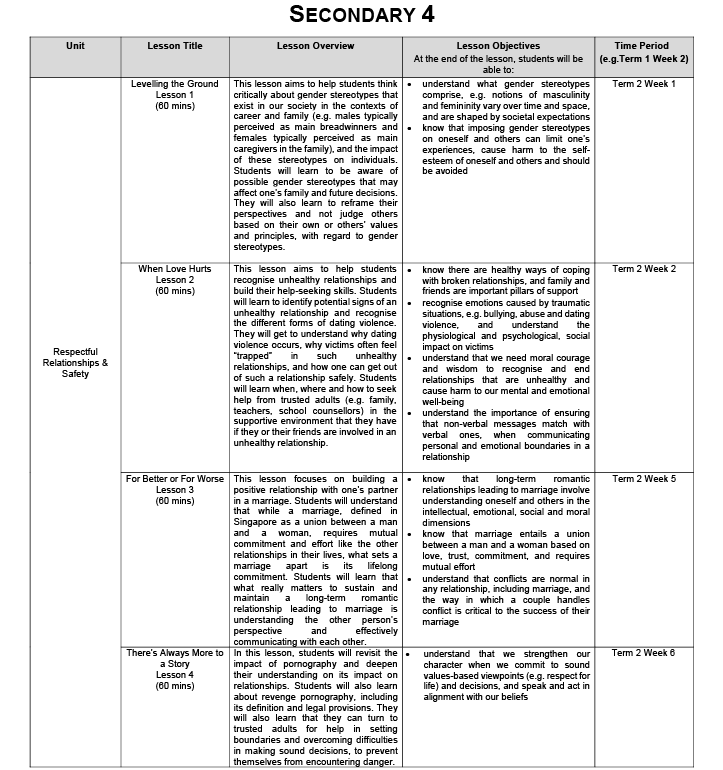 SECONDARY 4
Unit
Lesson Title
Lesson Overview
Lesson Objectives
At the end of the lesson, students will be
able to:
Time Period
(e.g.Term 1 Week 2)
Respectful
Relationships &
Safety
Levelling the Ground
Lesson 1
(60 mins)
This lesson aims to help students think
critically about gender stereotypes that
exist in our society in the contexts of
career and family (e.g. males typically
perceived as main breadwinners and
females typically perceived as main
caregivers in the family), and the impact
of these stereotypes on individuals.
Students will learn to be aware of
possible gender stereotypes that may
affect one's family and future decisions.
They will also learn to reframe their
perspectives and not judge others
based on their own or others' values
and principles, with regard to gender
stereotypes.
• understand what gender stereotypes
comprise, e.g. notions of masculinity
and femininity vary over time and space,
and are shaped by societal expectations
• know that imposing gender stereotypes
on oneself and others can limit one's
experiences, cause harm to the self-
esteem of oneself and others and should
be avoided
Term 2 Week 1
When Love Hurts
Lesson 2
(60 mins)
This lesson aims to help students
recognise unhealthy relationships and
build their help-seeking skills. Students
will learn to identify potential signs of an
unhealthy relationship and recognise
the different forms of dating violence.
They will get to understand why dating
violence occurs, why victims often feel
"trapped" in such unhealthy
relationships, and how one can get out
of such a relationship safely. Students
will learn when, where and how to seek
help from trusted adults (e.g. family,
teachers, school counsellors) in the
supportive environment that they have
if they or their friends are involved in an
unhealthy relationship.
• know there are healthy ways of coping
with broken relationships, and family and
friends are important pillars of support
• recognise emotions caused by traumatic
situations, e.g. bullying, abuse and dating
violence, and understand the
physiological and psychological, social
impact on victims
• understand that we need moral courage
and wisdom to recognise and end
relationships that are unhealthy and
cause harm to our mental and emotional
well-being
• understand the importance of ensuring
that non-verbal messages match with
verbal ones, when communicating
personal and emotional boundaries in a
relationship
Term 2 Week 2
For Better or For Worse
Lesson 3
(60 mins)
This lesson focuses on building a
positive relationship with one's partner
in a marriage. Students will understand
that while a marriage, defined in
Singapore as a union between a man
and a woman, requires mutual
commitment and effort like the other
relationships in their lives, what sets a
marriage apart is its lifelong
commitment. Students will learn that
what really matters to sustain and
maintain a long-term romantic
relationship leading to marriage is
understanding the other person's
perspective and effectively
communicating with each other.
• know that long-term romantic
relationships leading to marriage involve
understanding oneself and others in the
intellectual, emotional, social and moral
dimensions
• know that marriage entails a union
between a man and a woman based on
love, trust, commitment, and requires
mutual effort
• understand that conflicts are normal in
any relationship, including marriage, and
the way in which a couple handles
conflict is critical to the success of their
marriage
Term 2 Week 5
There's Always More to
a Story
Lesson 4
(60 mins)
In this lesson, students will revisit the
impact of pornography and deepen
their understanding on its impact on
relationships. Students will also learn
about revenge pornography, including
its definition and legal provisions. They
will also learn that they can turn to
trusted adults for help in setting
boundaries and overcoming difficulties
in making sound decisions, to prevent
themselves from encountering danger.
• understand that we strengthen our
character when we commit to sound
values-based viewpoints (e.g. respect for
life) and decisions, and speak and act in
alignment with our beliefs
Term 2 Week 6